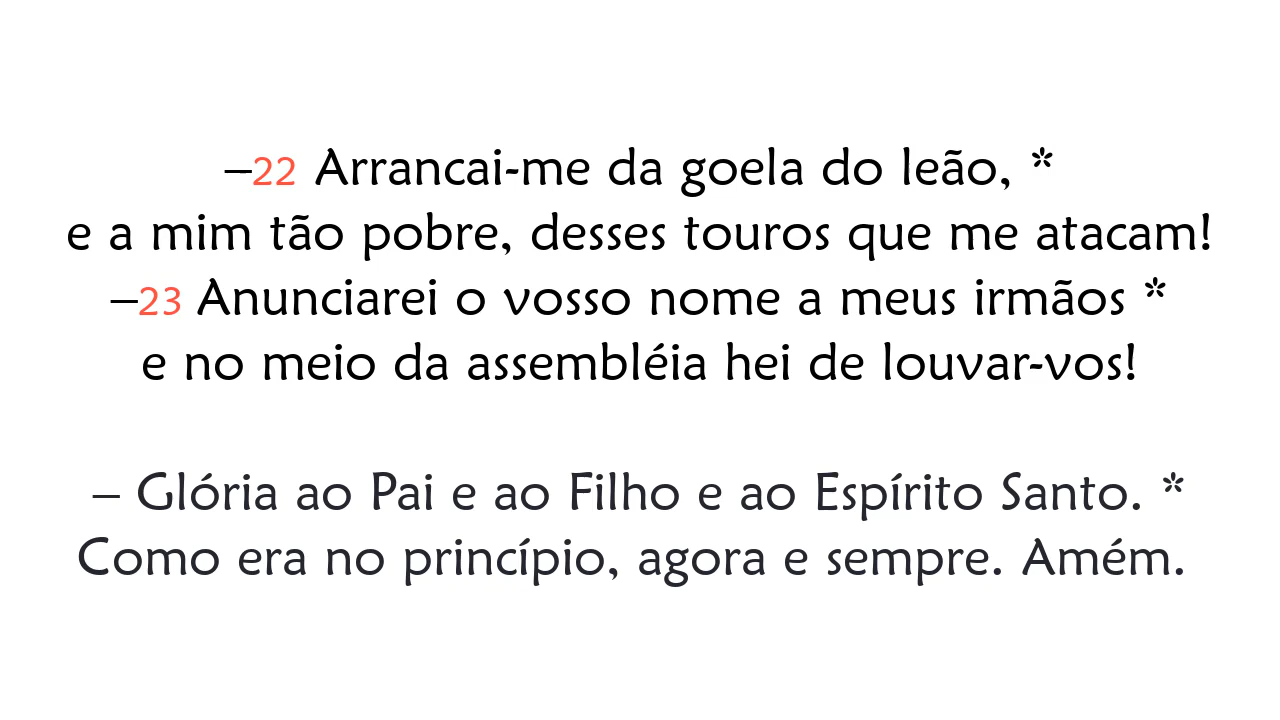 –22 Arrancai-me da goela do leão, *
e a mim tão pobre, desses touros que me atacam!
–23 Anunciarei o vosso nome a meus irmãos *
e no meio da assembléia hei de louvar-vos!
– Glória ao Pai e ao Filho e ao Espírito Santo. *
Como era no princípio, agora e sempre. Amém.